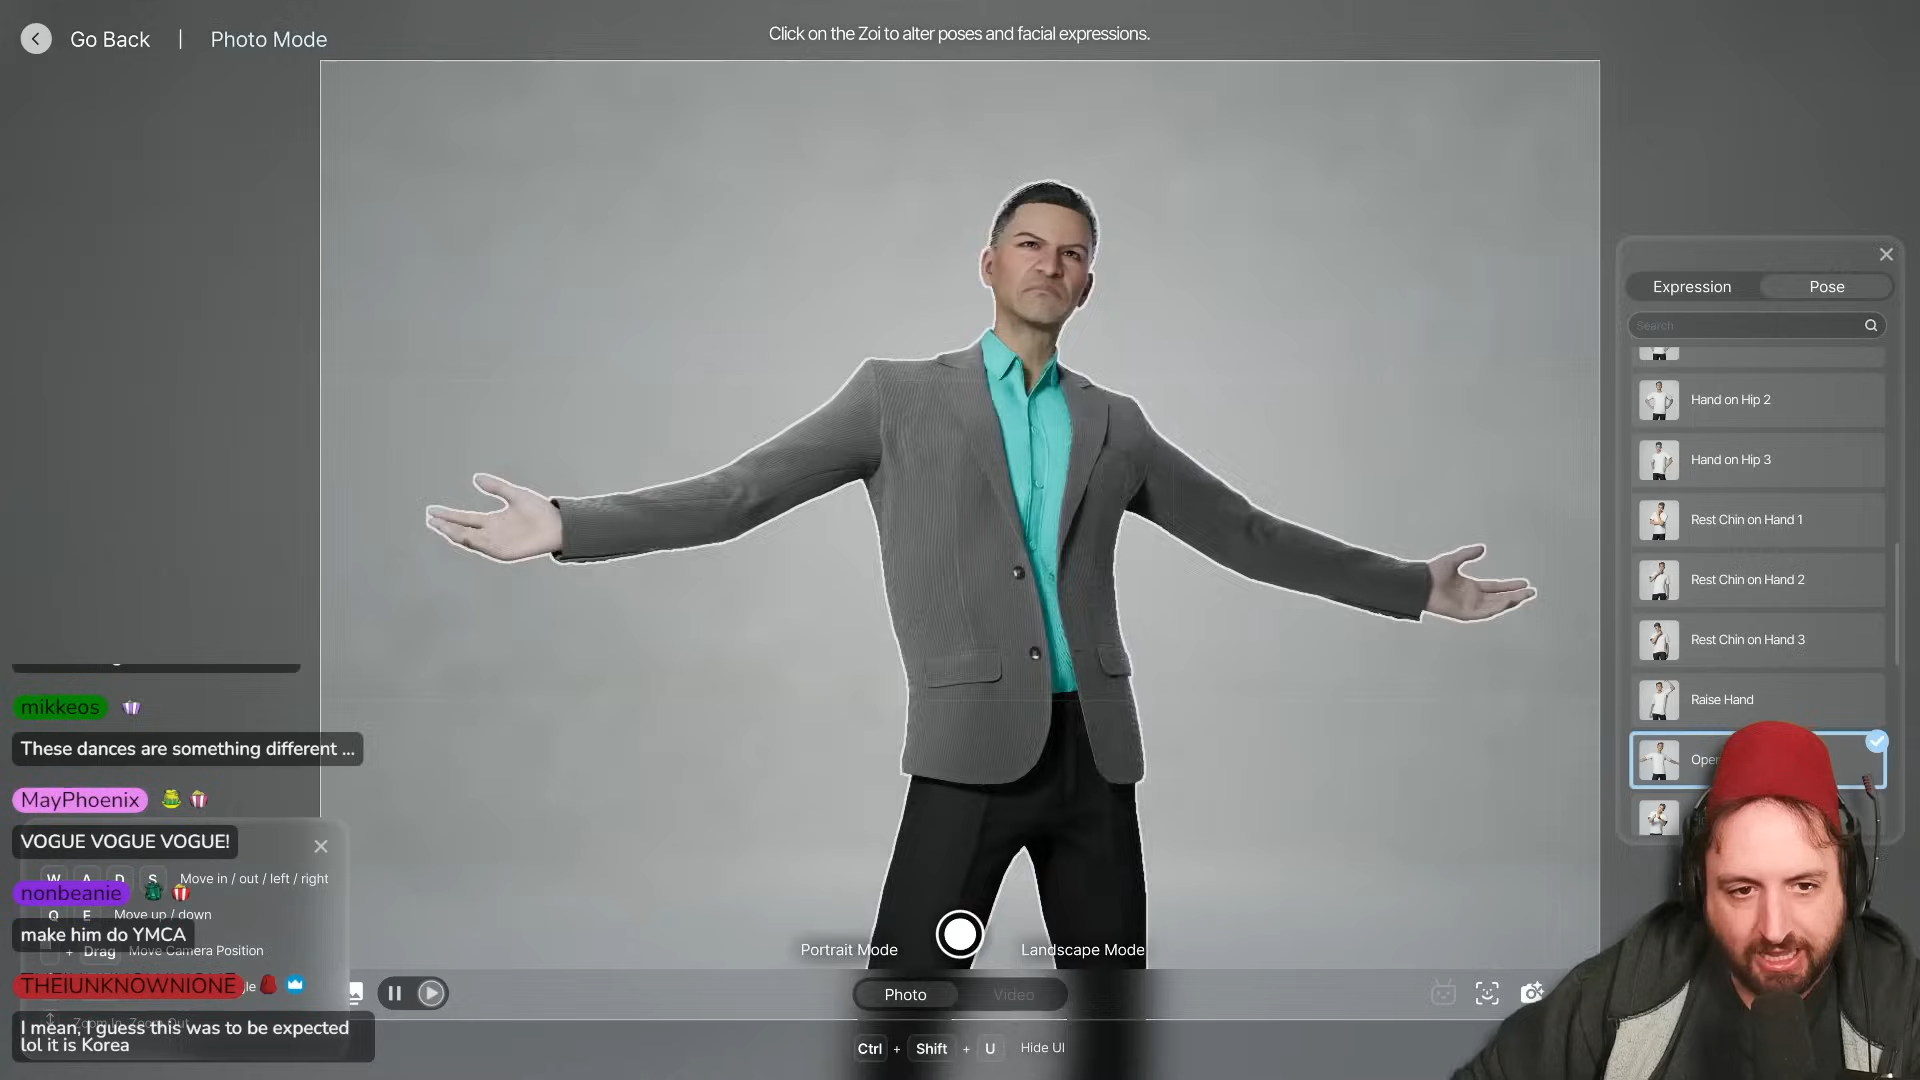 Go Back | Photo Mode
Click on the Zoi to alter poses and facial expressions.
Expression Pose
Search
Hand on Hip 2
Hand on Hip 3
Rest Chin on Hand 1
Rest Chin on Hand 2
Rest Chin on Hand 3
Raise Hand
mikkeos
These dances are something different ...
MayPhoenix
VOGUE VOGUE VOGUE!
W A D S Move in / out / left / right
nonbeanie
Q E Move up / down
make him do YMCA
+ Drag Move Camera Position
THEIUNKNOWNIONE
Zoom In, Zoom Out
I mean, I guess this was to be expected
lol it is Korea
Portrait Mode Landscape Mode
Photo Video
Ctrl + Shift + U Hide UI